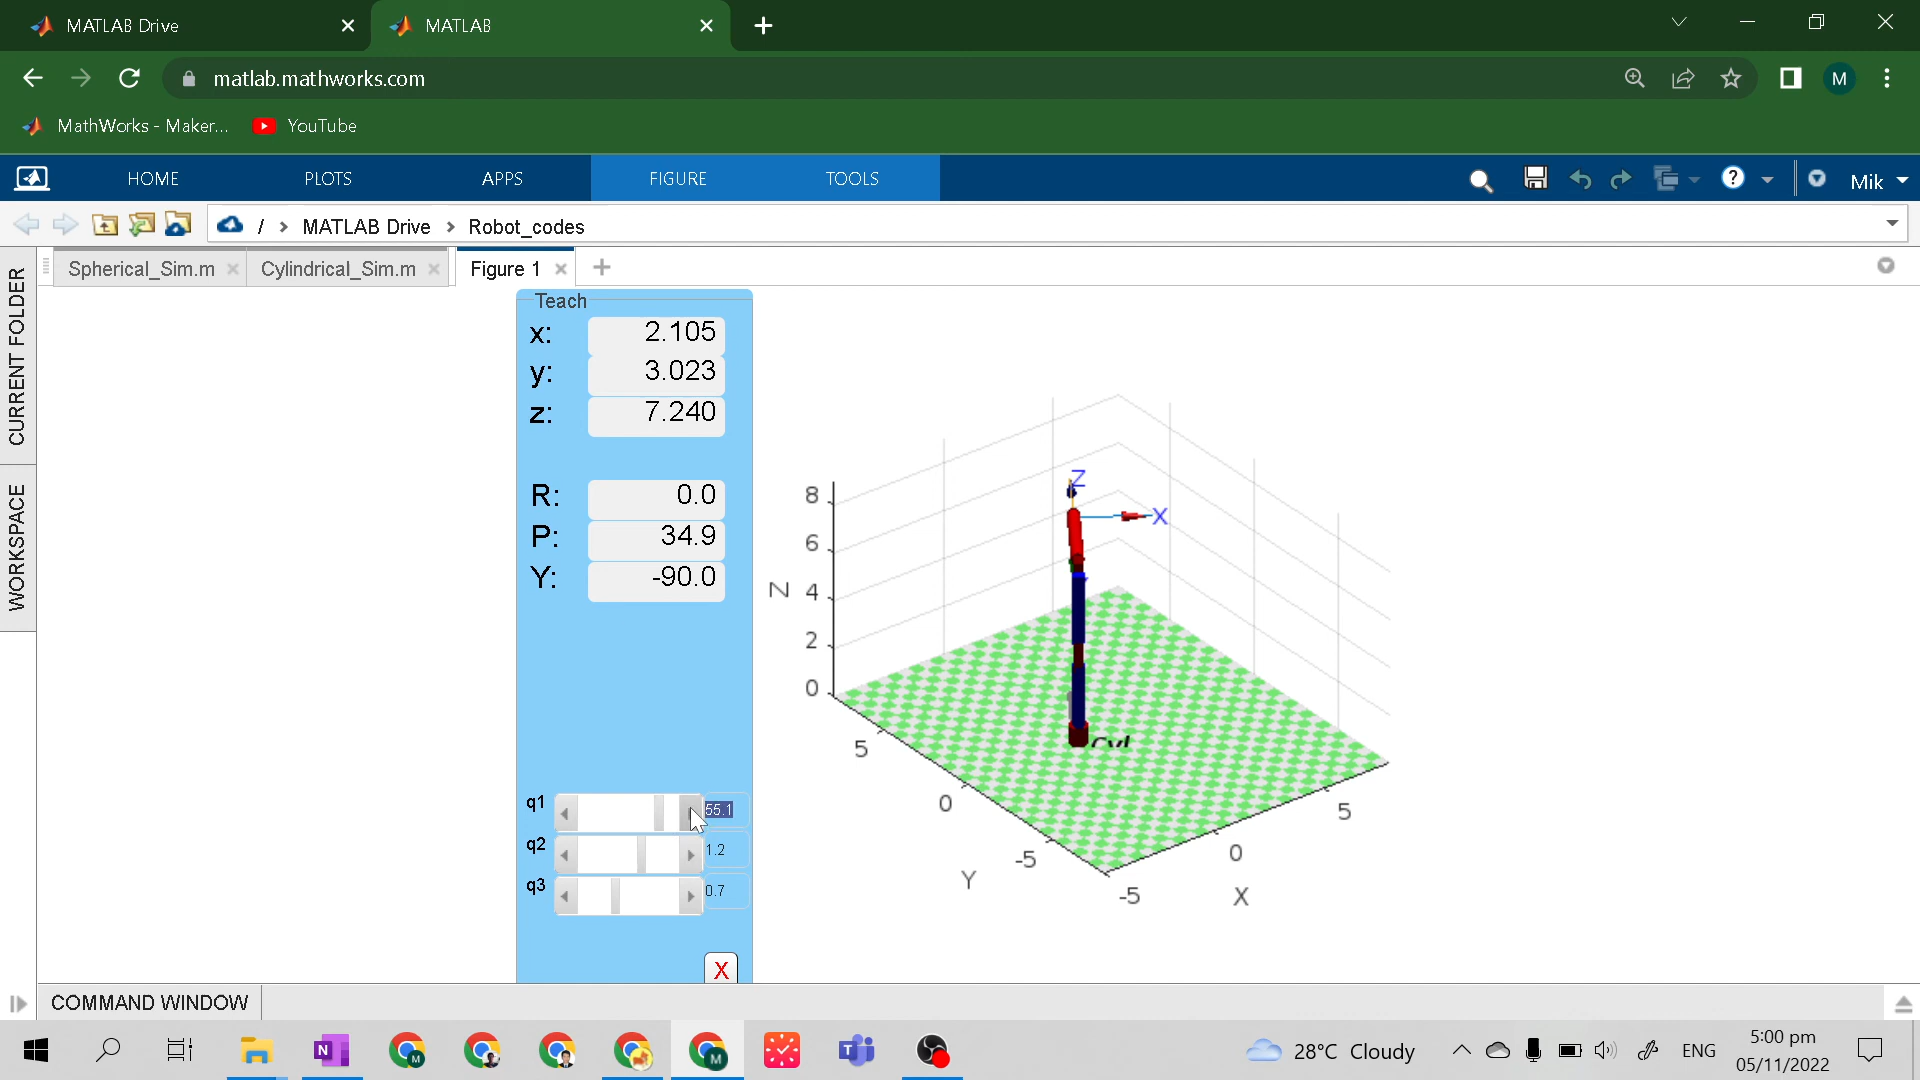 MATLAB Drive
MATLAB
matlab.mathworks.com
M
MathWorks - Maker...
YouTube
HOME
PLOTS
APPS
FIGURE
TOOLS
?
Mik
/ > MATLAB Drive > Robot_codes
CURRENT FOLDER
WORKSPACE
Spherical_Sim.m
Cylindrical_Sim.m
Figure 1
Teach
x: 2.105
y: 3.023
z: 7.240
R: 0.0
P: 34.9
Y: -90.0
q1 55.1
q2 1.2
q3 0.7
X
Z
X
Z
8
6
4
2
0
5
0
-5
Y
-5
0
5
X
Cyl
COMMAND WINDOW
28°C Cloudy
ENG
5:00 pm
05/11/2022